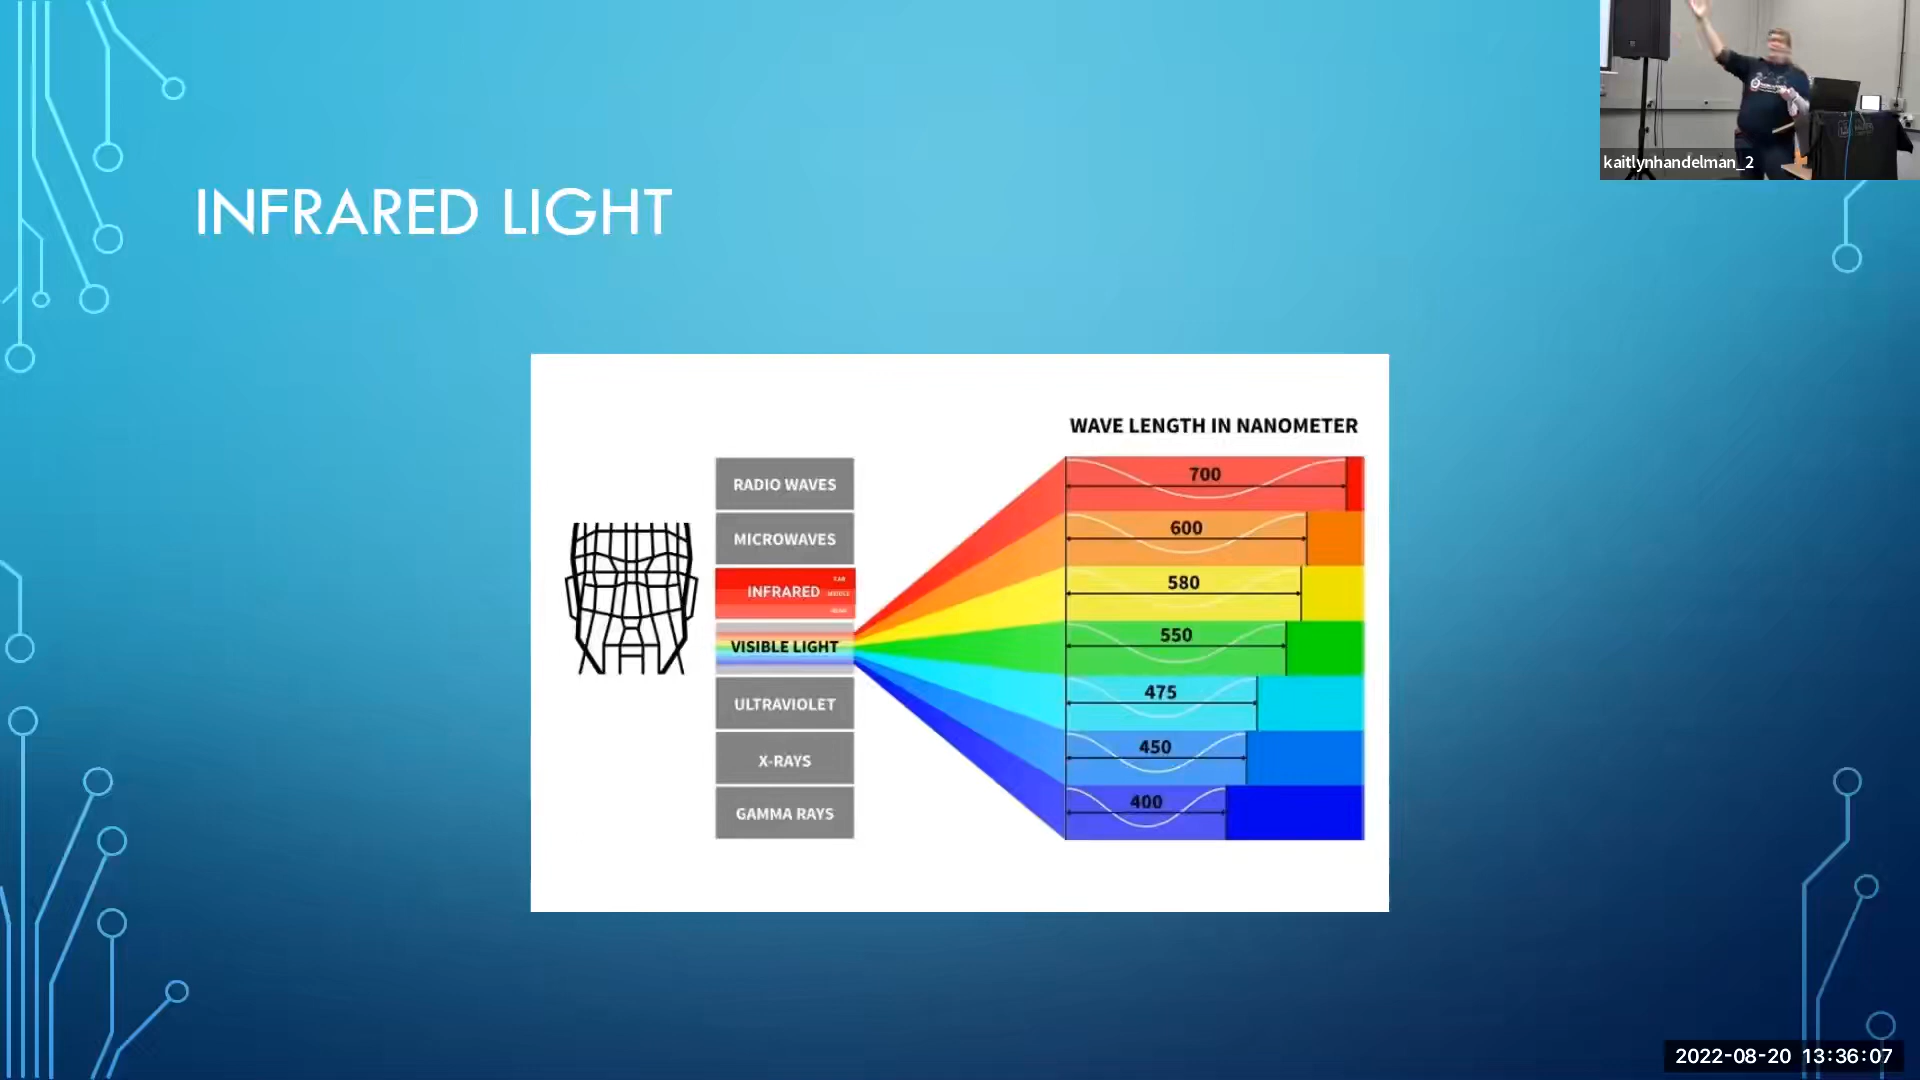 kaitlynhandelman_2
INFRARED LIGHT
WAVE LENGTH IN NANOMETER
RADIO WAVES
MICROWAVES
INFRARED
VISIBLE LIGHT
ULTRAVIOLET
X-RAYS
GAMMA RAYS
700
600
580
550
475
450
400
2022-08-20 13:36:07